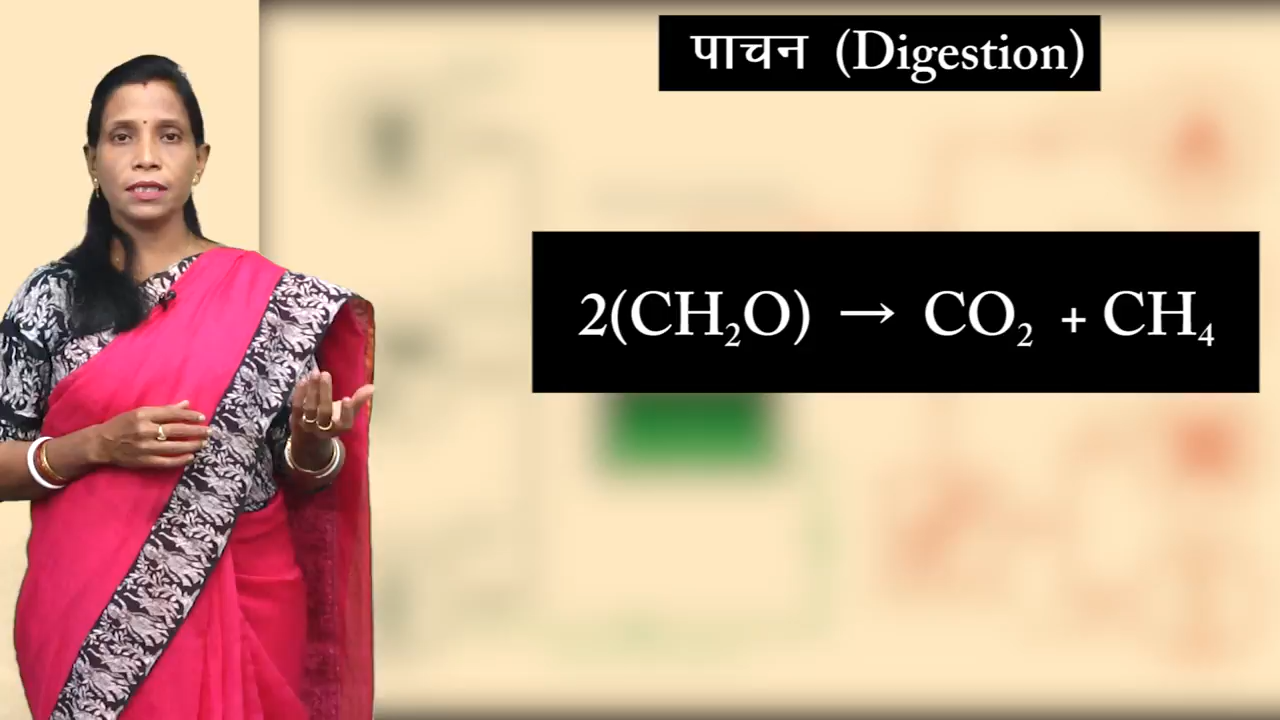 पाचन (Digestion)
2(CH₂O) → CO₂ + CH₄